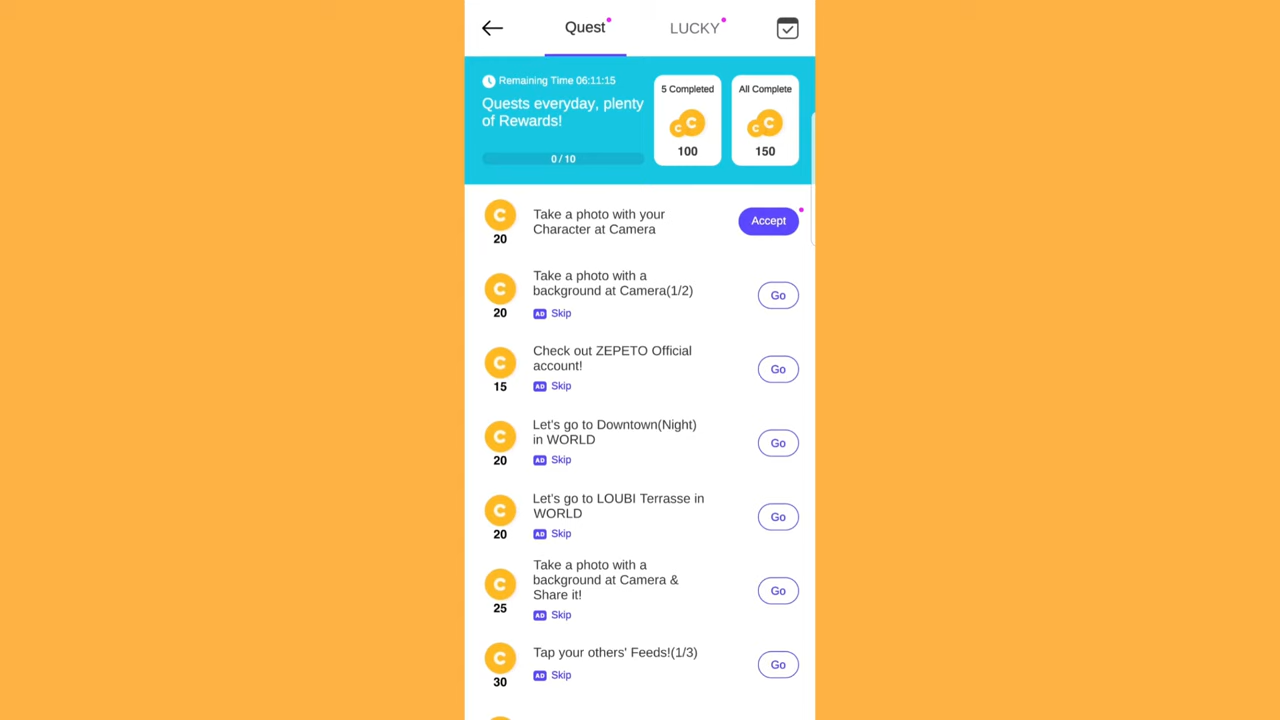 Quest
LUCKY
Remaining Time 06:11:15
Quests everyday, plenty
of Rewards!
0 / 10
5 Completed
C C
100
All Complete
C C
150
C
20
Take a photo with your
Character at Camera
Accept
C
20
Take a photo with a
background at Camera(1/2)
AD Skip
Go
C
15
Check out ZEPETO Official
account!
AD Skip
Go
C
20
Let's go to Downtown(Night)
in WORLD
AD Skip
Go
C
20
Let's go to LOUBI Terrasse in
WORLD
AD Skip
Go
C
25
Take a photo with a
background at Camera &
Share it!
AD Skip
Go
C
30
Tap your others' Feeds!(1/3)
AD Skip
Go